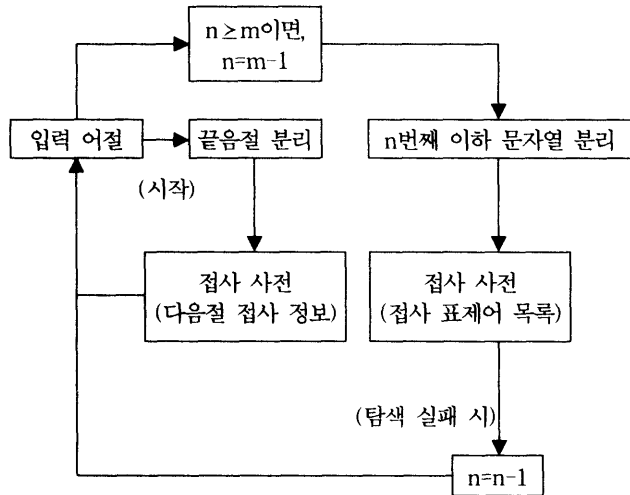 n≥m이면,
n=m-1
입력 어절
끝음절 분리
n번째 이하 문자열 분리
(시작)
접사 사전
(다음절 접사 정보)
접사 사전
(접사 표제어 목록)
(탐색 실패 시)
n=n-1